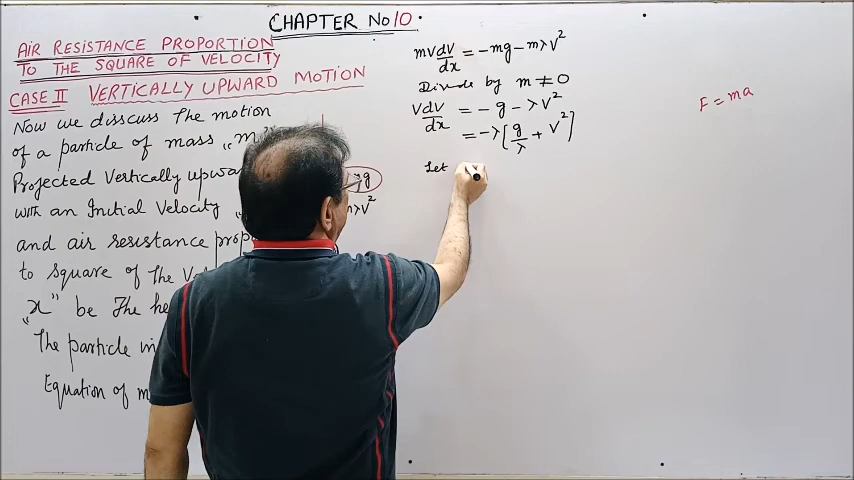 CHAPTER No 10.
AIR RESISTANCE PROPORTION
TO THE SQUARE OF VELOCITY
CASE II VERTICALLY UPWARD MOTION
Now we disscuss The motion
of a particle of mass "m"
Projected Vertically upwa
with an Initial Velocity
and air resistance prop
to square of The Ve
"x" be The he
The particle in
Equation of m
g
mλv²
mv dv/dx = -mg - mλv²
Divide by m ≠ 0
v dv/dx = -g - λv²
= -λ[g/λ + v²]
Let
F = ma